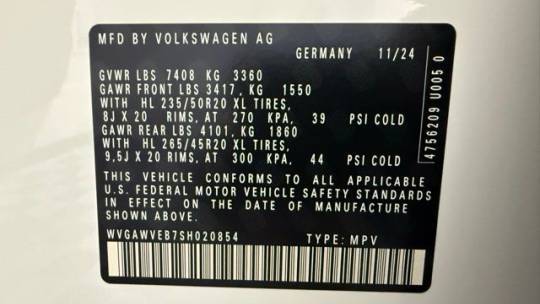 MFD BY VOLKSWAGEN AG
GERMANY 11/24
GVWR LBS 7408 KG 3360
GAWR FRONT LBS 3417, KG 1550
WITH HL 235/50R20 XL TIRES,
8J X 20 RIMS, AT 270 KPA, 39 PSI COLD
GAWR REAR LBS 4101, KG 1860
WITH HL 265/45R20 XL TIRES,
9,5J X 20 RIMS, AT 300 KPA, 44 PSI COLD
THIS VEHICLE CONFORMS TO ALL APPLICABLE
U.S. FEDERAL MOTOR VEHICLE SAFETY STANDARDS
IN EFFECT ON THE DATE OF MANUFACTURE
SHOWN ABOVE.
WVGAWVEB7SH020854 TYPE: MPV
4756209 U005 0